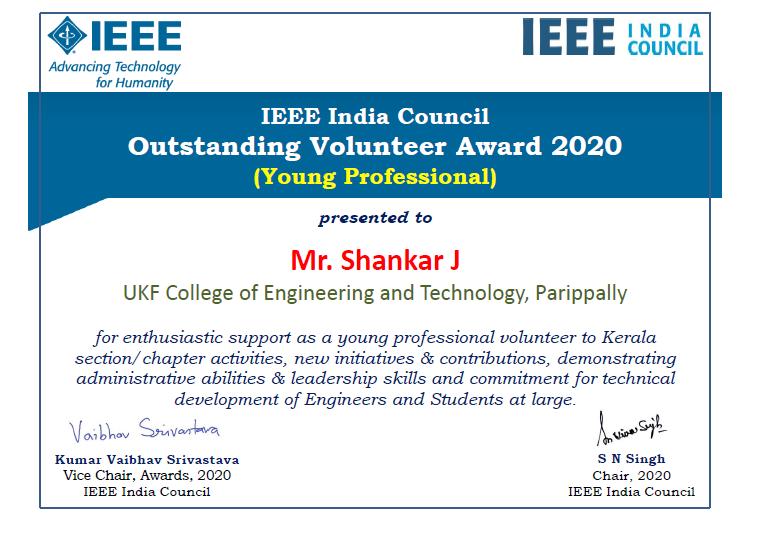 IEEE
Advancing Technology
for Humanity
IEEE INDIA
COUNCIL
IEEE India Council
Outstanding Volunteer Award 2020
(Young Professional)
presented to
Mr. Shankar J
UKF College of Engineering and Technology, Parippally
for enthusiastic support as a young professional volunteer to Kerala
section/chapter activities, new initiatives & contributions, demonstrating
administrative abilities & leadership skills and commitment for technical
development of Engineers and Students at large.
Vaibhav Srivastava
Kumar Vaibhav Srivastava
Vice Chair, Awards, 2020
IEEE India Council
S N Singh
Chair, 2020
IEEE India Council